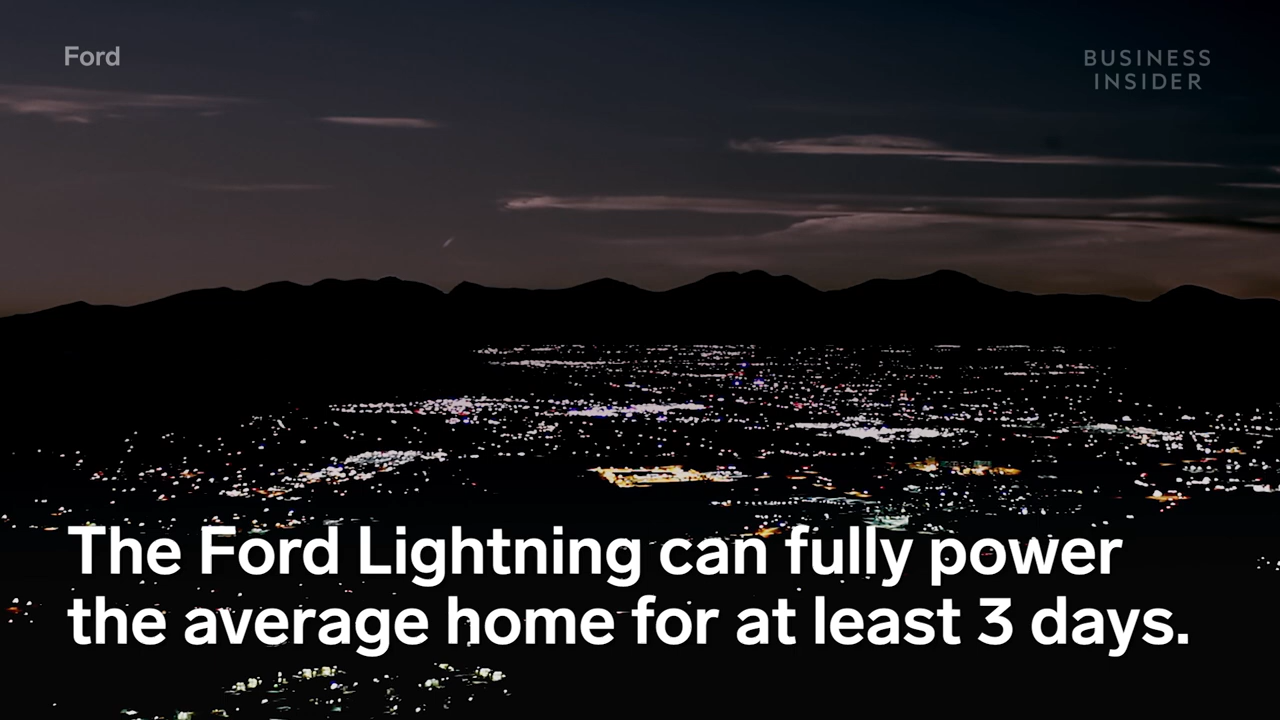 Ford
BUSINESS
INSIDER
The Ford Lightning can fully power
the average home for at least 3 days.